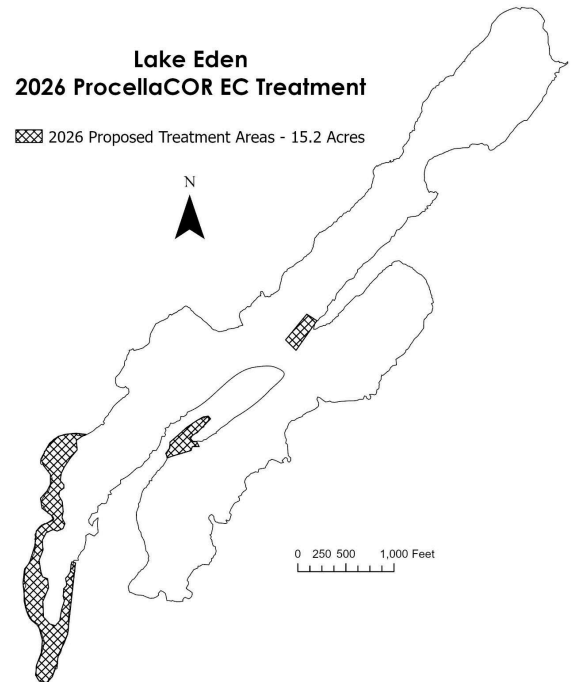 Lake Eden
2026 ProcellaCOR EC Treatment
2026 Proposed Treatment Areas - 15.2 Acres
N
0 250 500 1,000 Feet